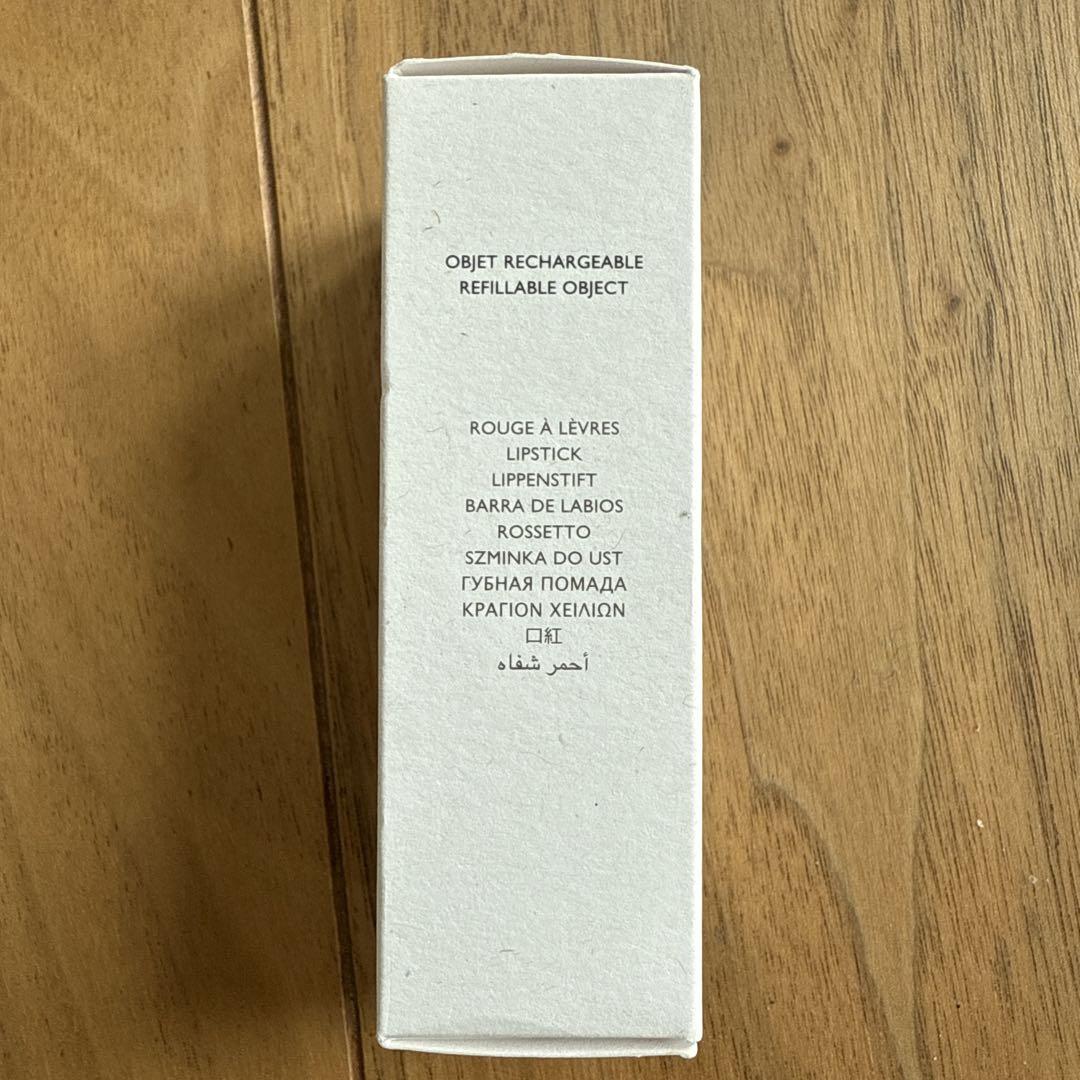 OBJET RECHARGEABLE
REFILLABLE OBJECT
ROUGE À LÈVRES
LIPSTICK
LIPPENSTIFT
BARRA DE LABIOS
ROSSETTO
SZMINKA DO UST
ГУБНАЯ ПОМАДА
ΚΡΑΓΙΟΝ ΧΕΙΛΙΩΝ
口紅
أحمر شفاه